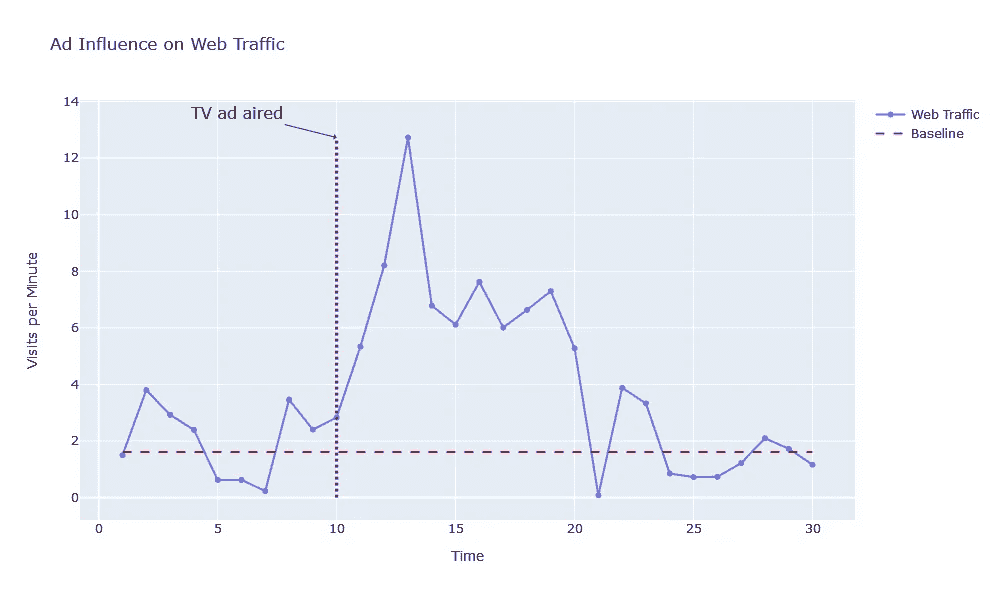 Ad Influence on Web Traffic
TV ad aired
Web Traffic
Baseline
14
12
10
8
6
4
2
0
Visits per Minute
0 5 10 15 20 25 30
Time